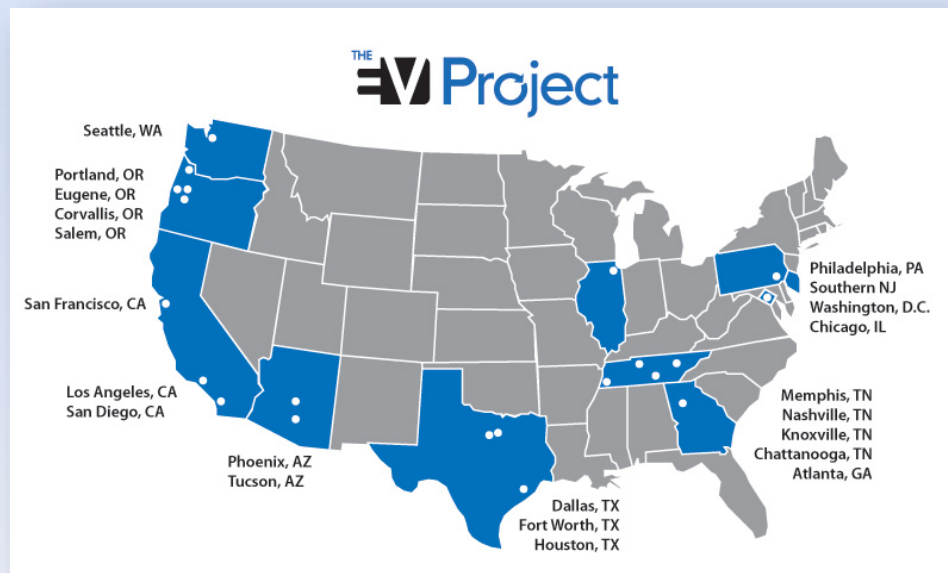 THE
EV Project
Seattle, WA
Portland, OR
Eugene, OR
Corvallis, OR
Salem, OR
San Francisco, CA
Los Angeles, CA
San Diego, CA
Phoenix, AZ
Tucson, AZ
Dallas, TX
Fort Worth, TX
Houston, TX
Philadelphia, PA
Southern NJ
Washington, D.C.
Chicago, IL
Memphis, TN
Nashville, TN
Knoxville, TN
Chattanooga, TN
Atlanta, GA